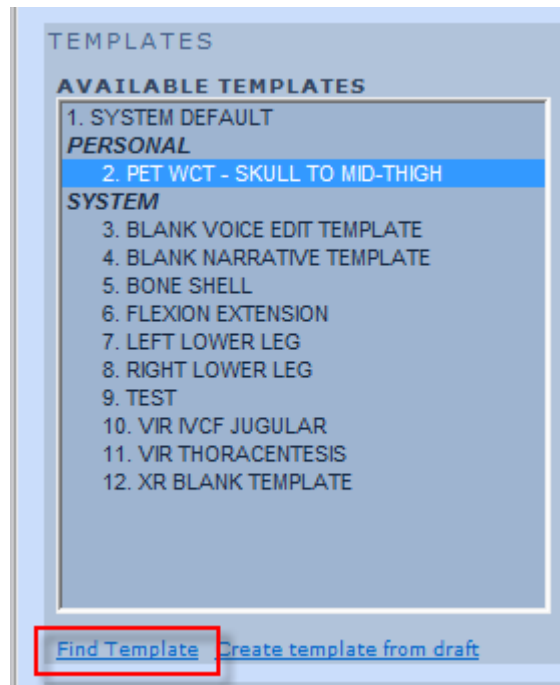 TEMPLATES
AVAILABLE TEMPLATES
1. SYSTEM DEFAULT
PERSONAL
2. PET WCT - SKULL TO MID-THIGH
SYSTEM
3. BLANK VOICE EDIT TEMPLATE
4. BLANK NARRATIVE TEMPLATE
5. BONE SHELL
6. FLEXION EXTENSION
7. LEFT LOWER LEG
8. RIGHT LOWER LEG
9. TEST
10. VIR IVCF JUGULAR
11. VIR THORACENTESIS
12. XR BLANK TEMPLATE
Find Template Create template from draft